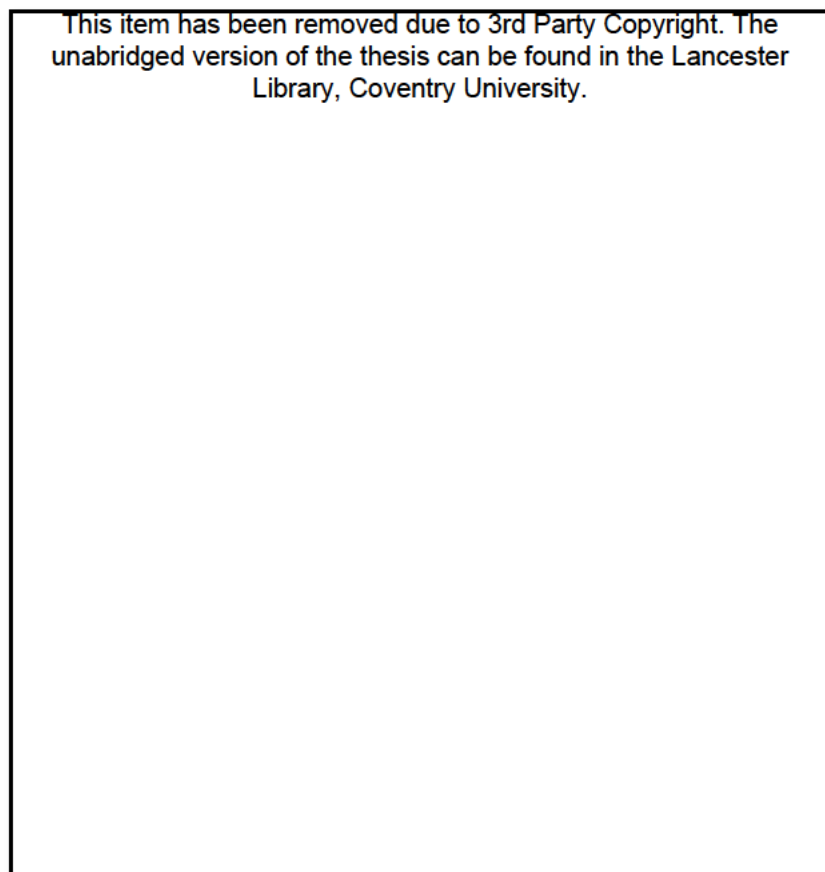 This item has been removed due to 3rd Party Copyright. The
unabridged version of the thesis can be found in the Lancester
Library, Coventry University.